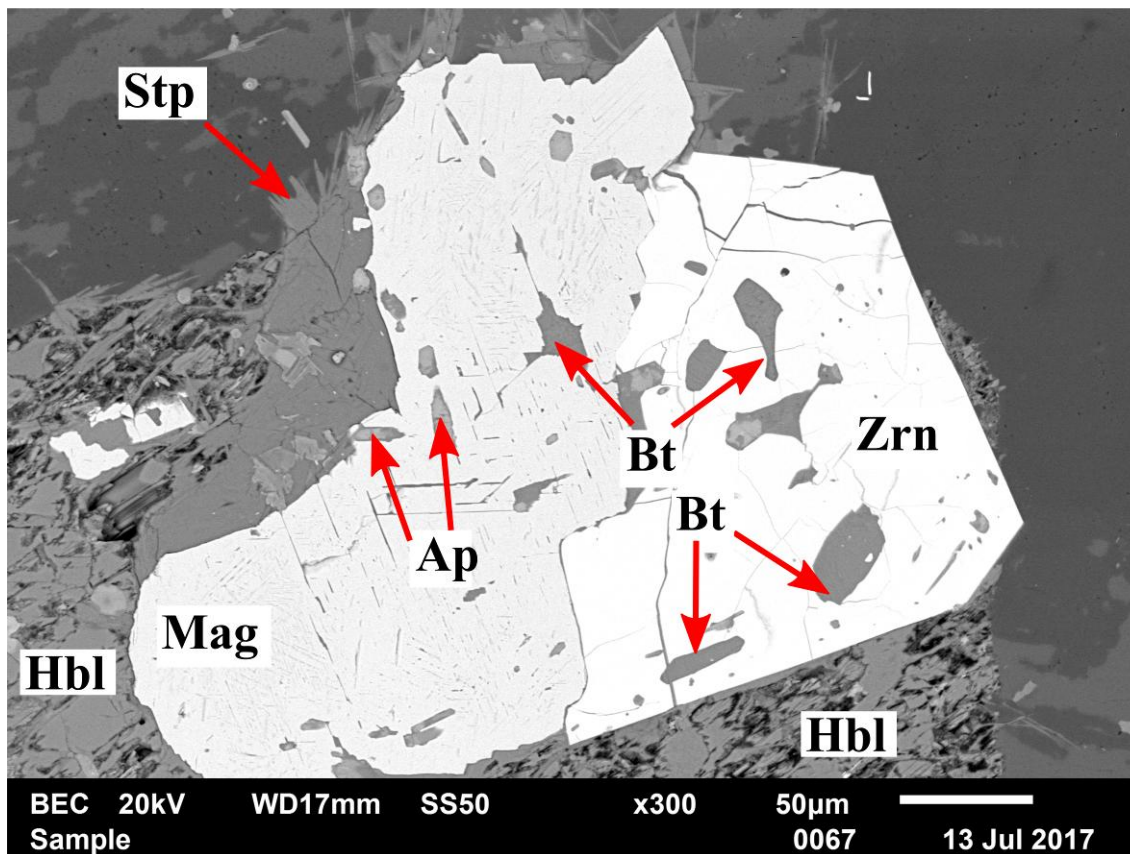 Stp
Bt
Zrn
Bt
Ap
Mag
Hbl
Hbl
BEC 20kV WD17mm SS50 x300 50µm
Sample 0067 13 Jul 2017